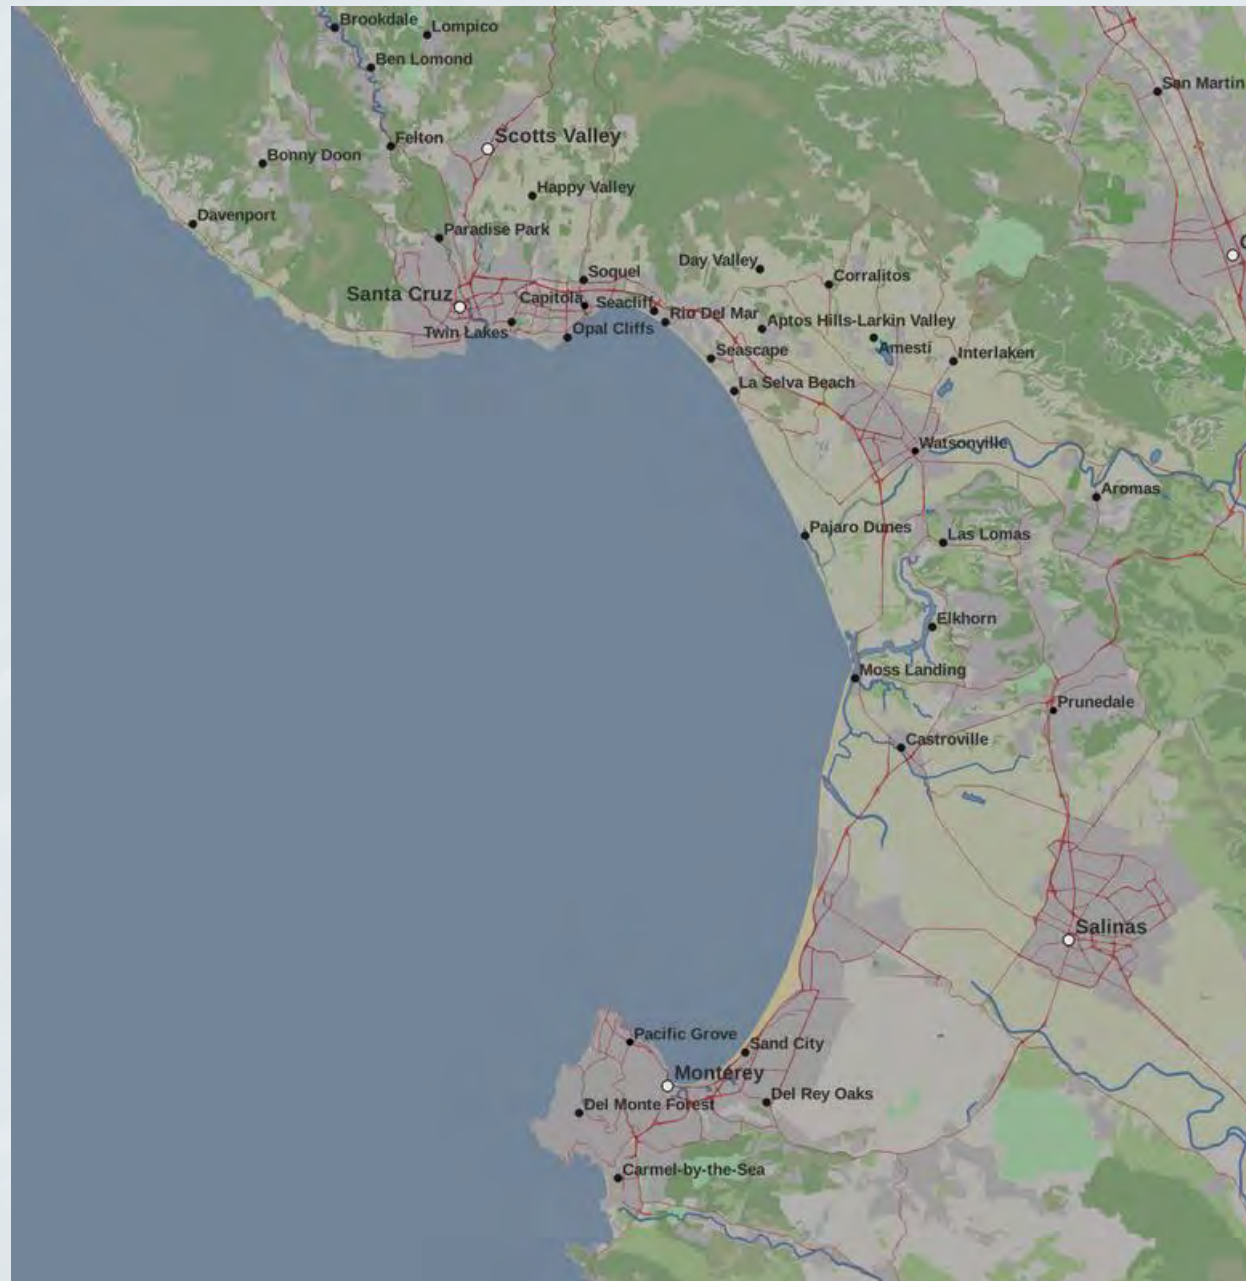 Brookdale
Lompico
Ben Lomond
San Martin
Felton
Scotts Valley
Bonny Doon
Happy Valley
Davenport
Paradise Park
Day Valley
Soquel
Corralitos
Santa Cruz
Capitola
Seacliff
Rio Del Mar
Aptos Hills-Larkin Valley
Twin Lakes
Opal Cliffs
Seascape
Amesti
Interlaken
La Selva Beach
Watsonville
Aromas
Pajaro Dunes
Las Lomas
Elkhorn
Moss Landing
Prunedale
Castroville
Salinas
Pacific Grove
Sand City
Monterey
Del Rey Oaks
Del Monte Forest
Carmel-by-the-Sea